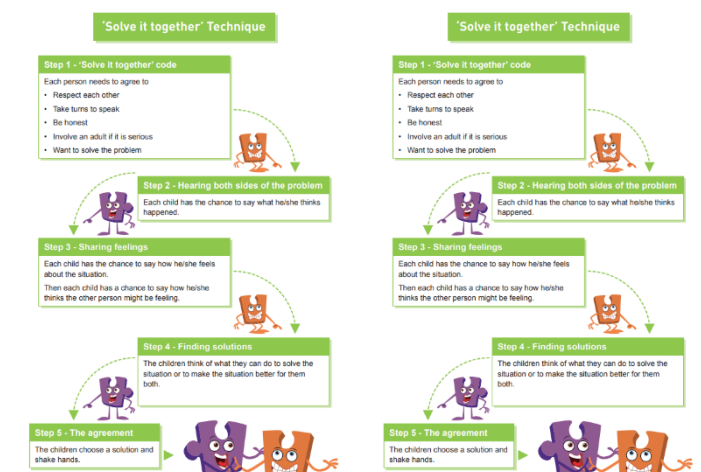 ‘Solve it together’ Technique
Step 1 - ‘Solve it together’ code
Each person needs to agree to
• Respect each other
• Take turns to speak
• Be honest
• Involve an adult if it is serious
• Want to solve the problem
Step 2 - Hearing both sides of the problem
Each child has the chance to say what he/she thinks
happened.
Step 3 - Sharing feelings
Each child has the chance to say how he/she feels
about the situation.
Then each child has a chance to say how he/she
thinks the other person might be feeling.
Step 4 - Finding solutions
The children think of what they can do to solve the
situation or to make the situation better for them
both.
Step 5 - The agreement
The children choose a solution and
shake hands.
‘Solve it together’ Technique
Step 1 - ‘Solve it together’ code
Each person needs to agree to
• Respect each other
• Take turns to speak
• Be honest
• Involve an adult if it is serious
• Want to solve the problem
Step 2 - Hearing both sides of the problem
Each child has the chance to say what he/she thinks
happened.
Step 3 - Sharing feelings
Each child has the chance to say how he/she feels
about the situation.
Then each child has a chance to say how he/she
thinks the other person might be feeling.
Step 4 - Finding solutions
The children think of what they can do to solve the
situation or to make the situation better for them
both.
Step 5 - The agreement
The children choose a solution and
shake hands.